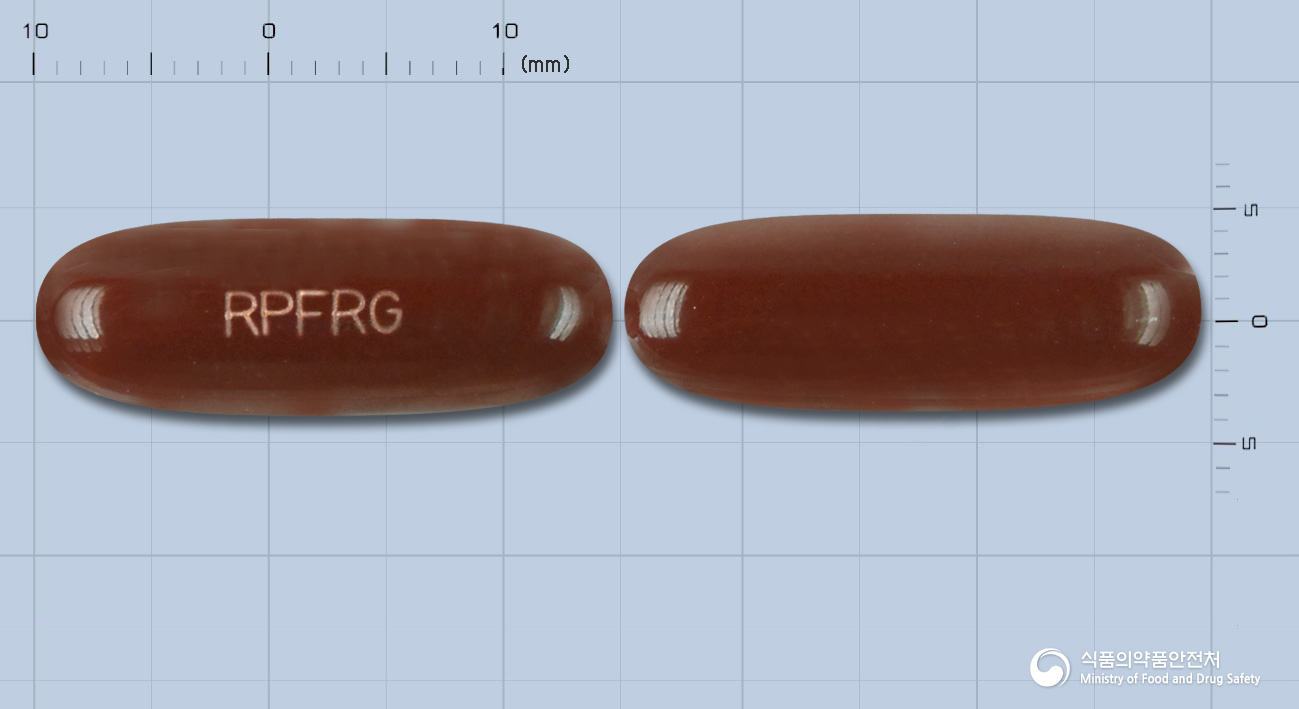 10 0 10
(mm)
RPFRG
5
0
5
식품의약품안전처
Ministry of Food and Drug Safety